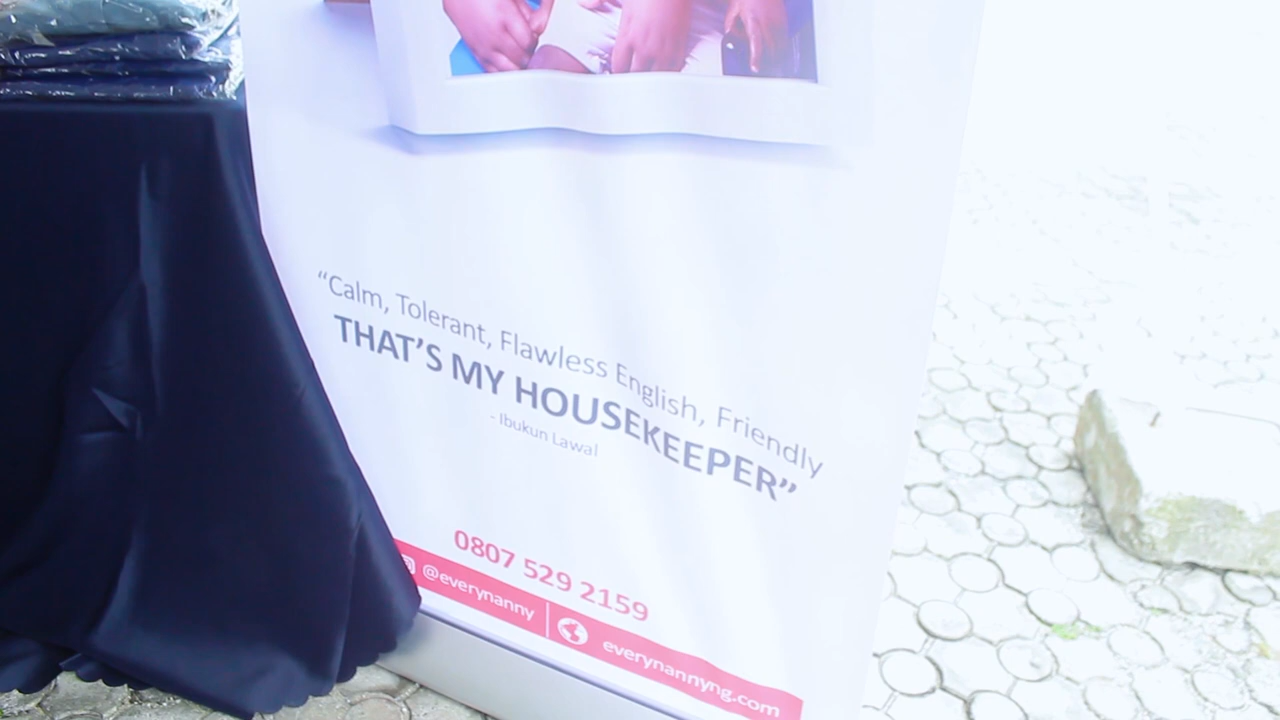 “Calm, Tolerant, Flawless English, Friendly
THAT’S MY HOUSEKEEPER”
- Ibukun Lawal
0807 529 2159
@everynanny
everynannyng.com